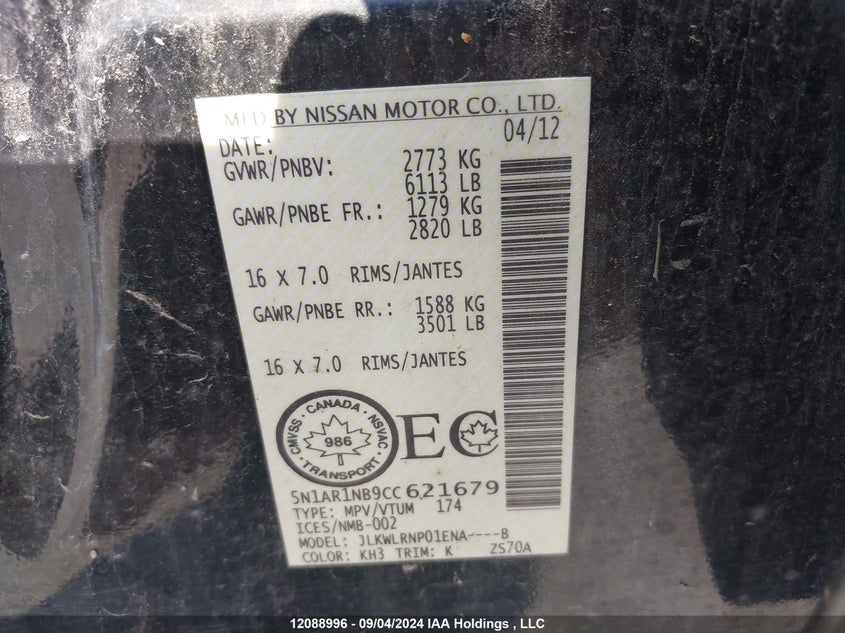 MFD BY NISSAN MOTOR CO., LTD.
DATE: 04/12
GVWR/PNBV: 2773 KG
6113 LB
GAWR/PNBE FR.: 1279 KG
2820 LB
16 X 7.0 RIMS/JANTES
GAWR/PNBE RR.: 1588 KG
3501 LB
16 X 7.0 RIMS/JANTES
CMVSS · CANADA · NSVAC
986
· TRANSPORT ·
EC
5N1AR1NB9CC621679
TYPE: MPV/VTUM 174
ICES/NMB-002
MODEL: JLKWLRNP01ENA----B
COLOR: KH3 TRIM: K ZS70A
12088996 - 09/04/2024 IAA Holdings , LLC